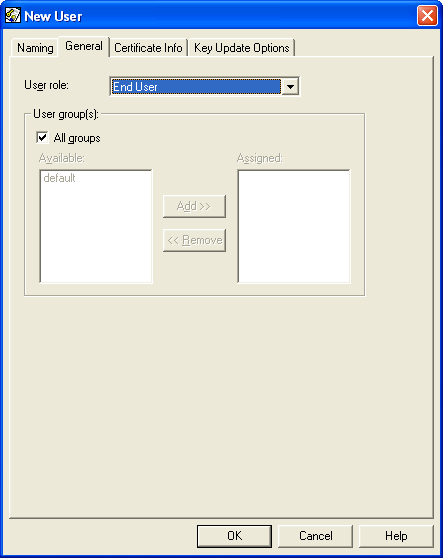 New User
Naming General Certificate Info Key Update Options
User role: End User
User group(s):
All groups
Available: Assigned:
default
Add >>
<< Remove
OK Cancel Help